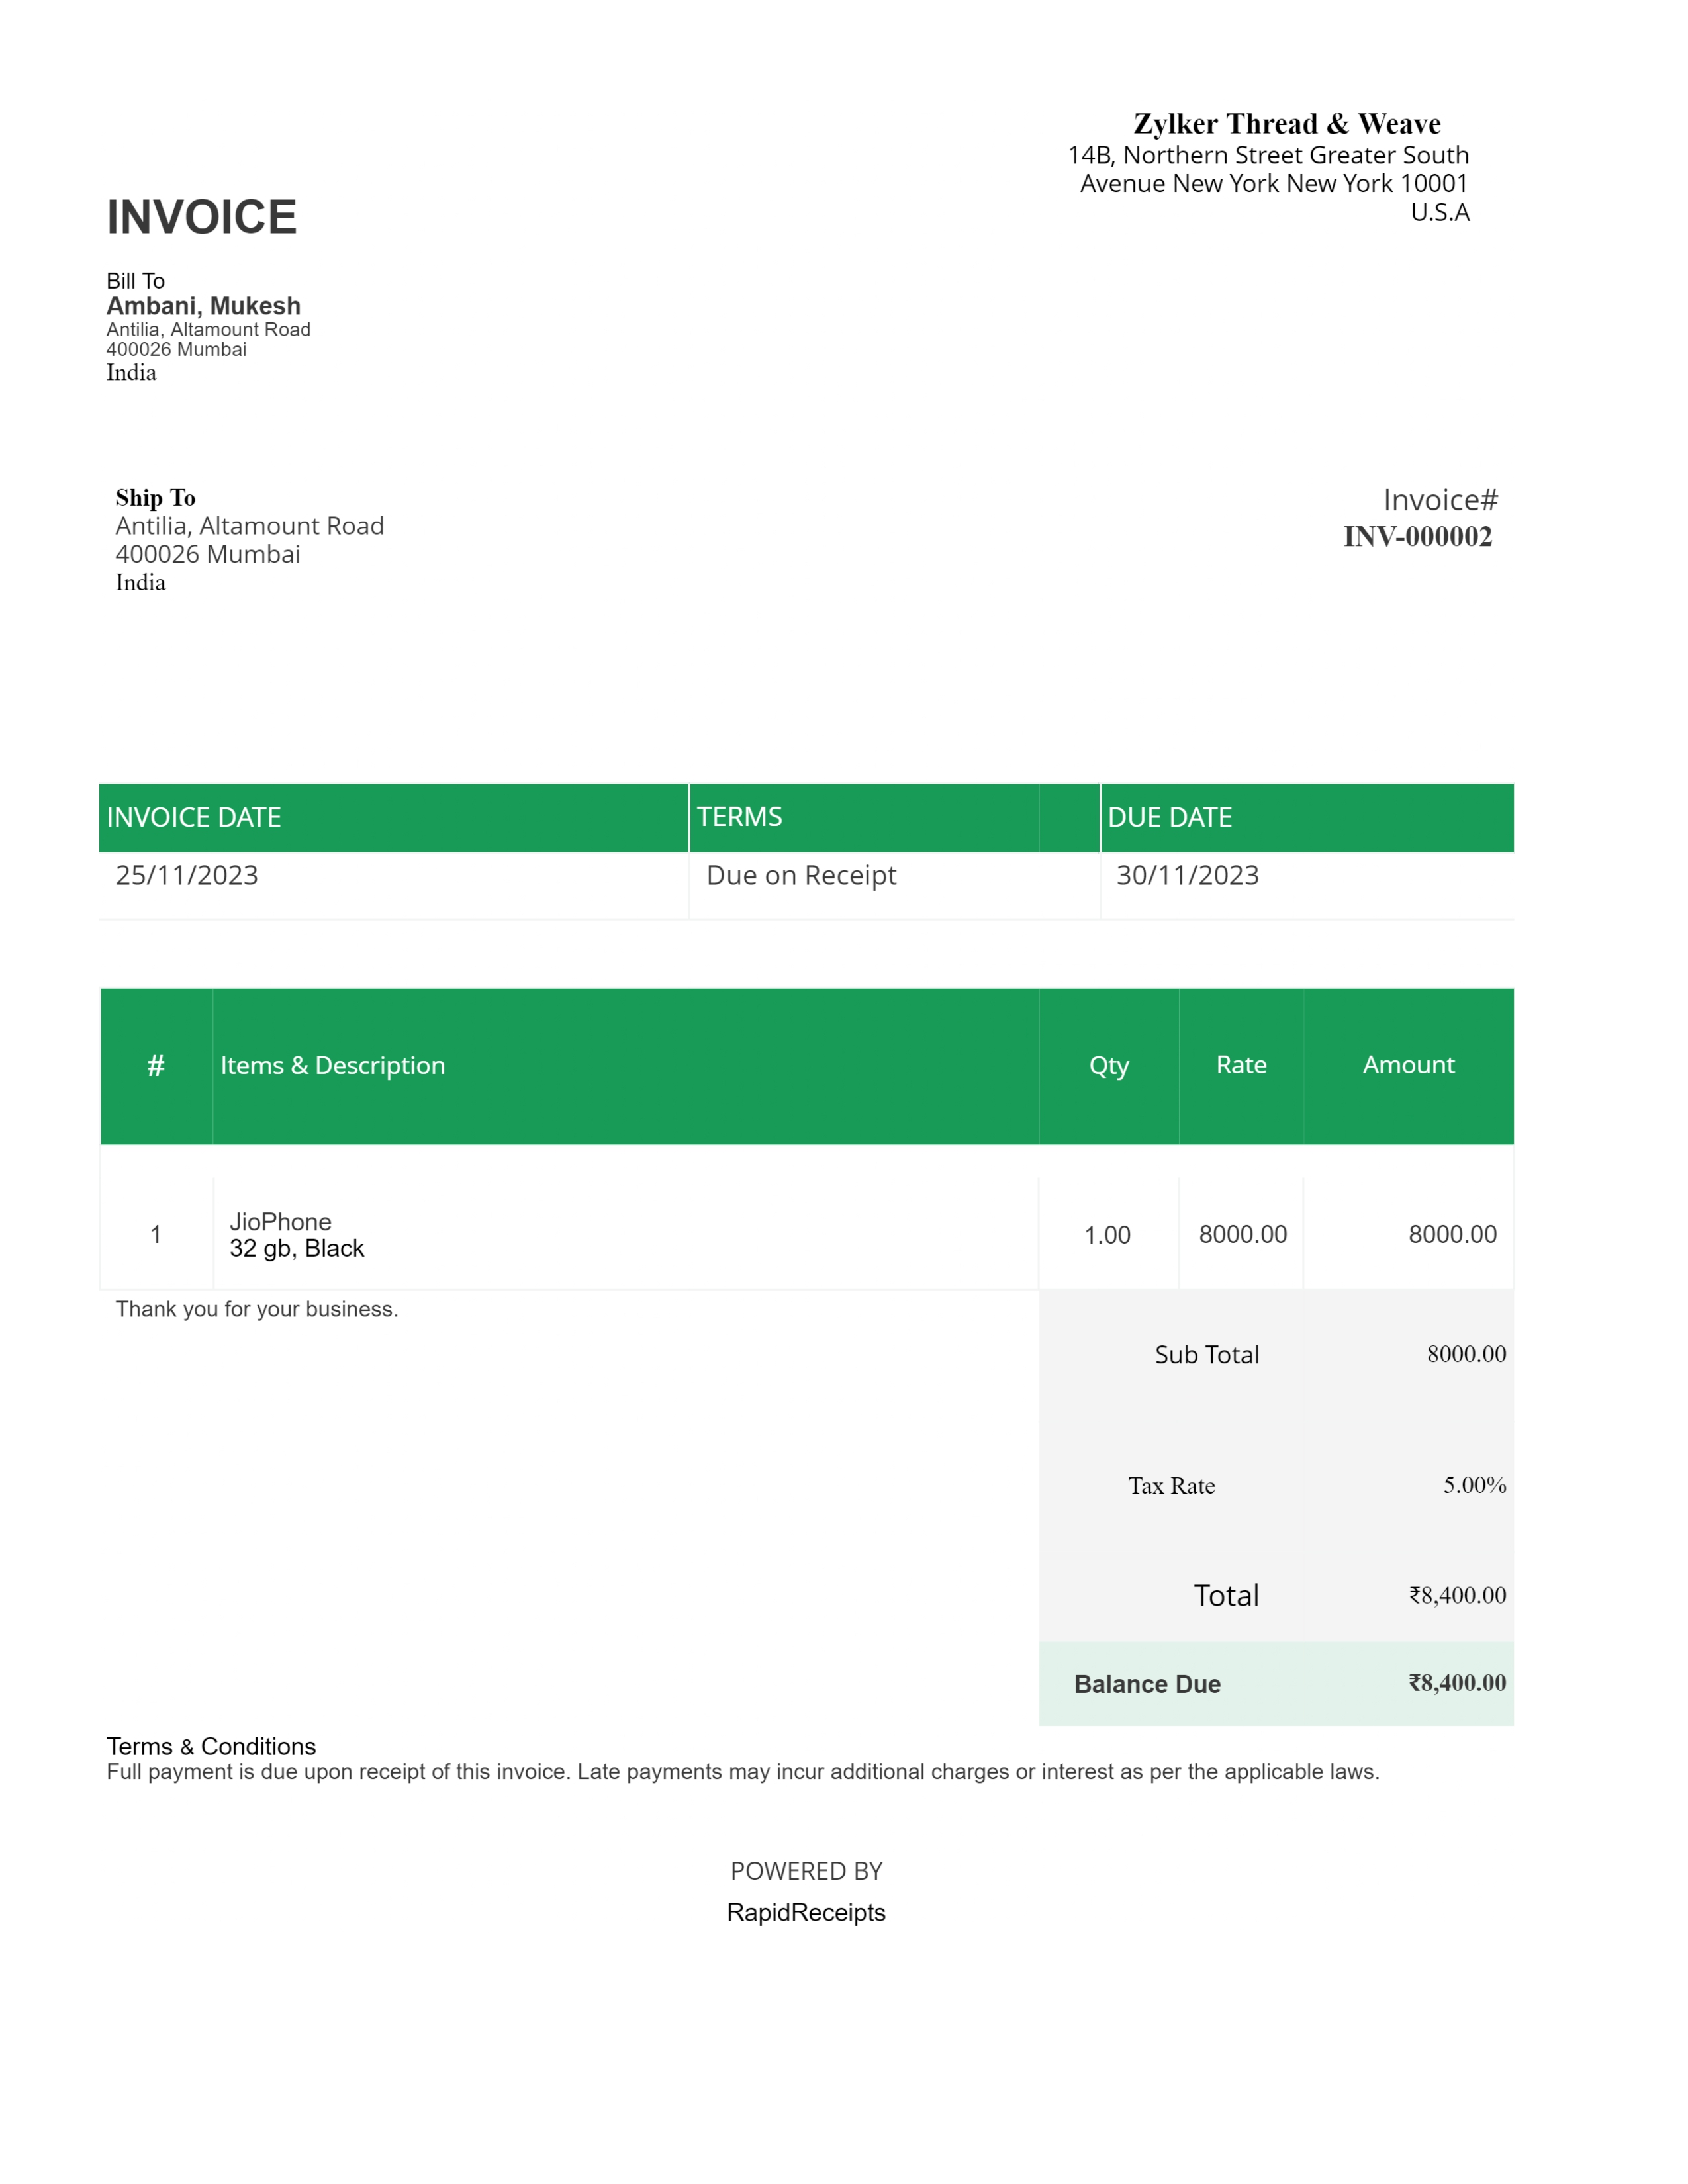 Zylker Thread & Weave
14B, Northern Street Greater South
Avenue New York New York 10001
U.S.A
INVOICE
Bill To
Ambani, Mukesh
Antilia, Altamount Road
400026 Mumbai
India
Ship To
Antilia, Altamount Road
400026 Mumbai
India
Invoice#
INV-000002
INVOICE DATE TERMS DUE DATE
25/11/2023 Due on Receipt 30/11/2023
# Items & Description Qty Rate Amount
1 JioPhone 1.00 8000.00 8000.00
32 gb, Black
Thank you for your business.
Sub Total 8000.00
Tax Rate 5.00%
Total ₹8,400.00
Balance Due ₹8,400.00
Terms & Conditions
Full payment is due upon receipt of this invoice. Late payments may incur additional charges or interest as per the applicable laws.
POWERED BY
RapidReceipts